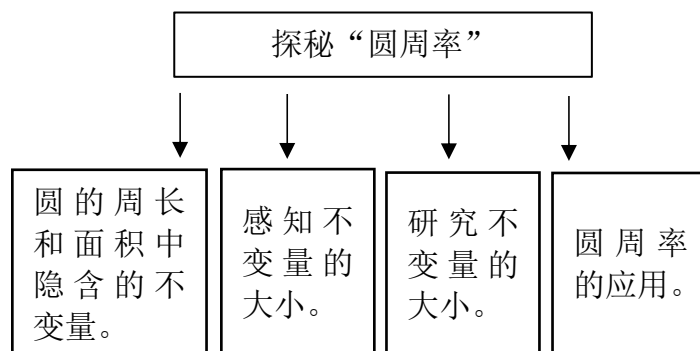 探秘“圆周率”
圆的周长
和面积中
隐含的不
变量。
感知不
变量的
大小。
研究不
变量的
大小。
圆周率
的应用。